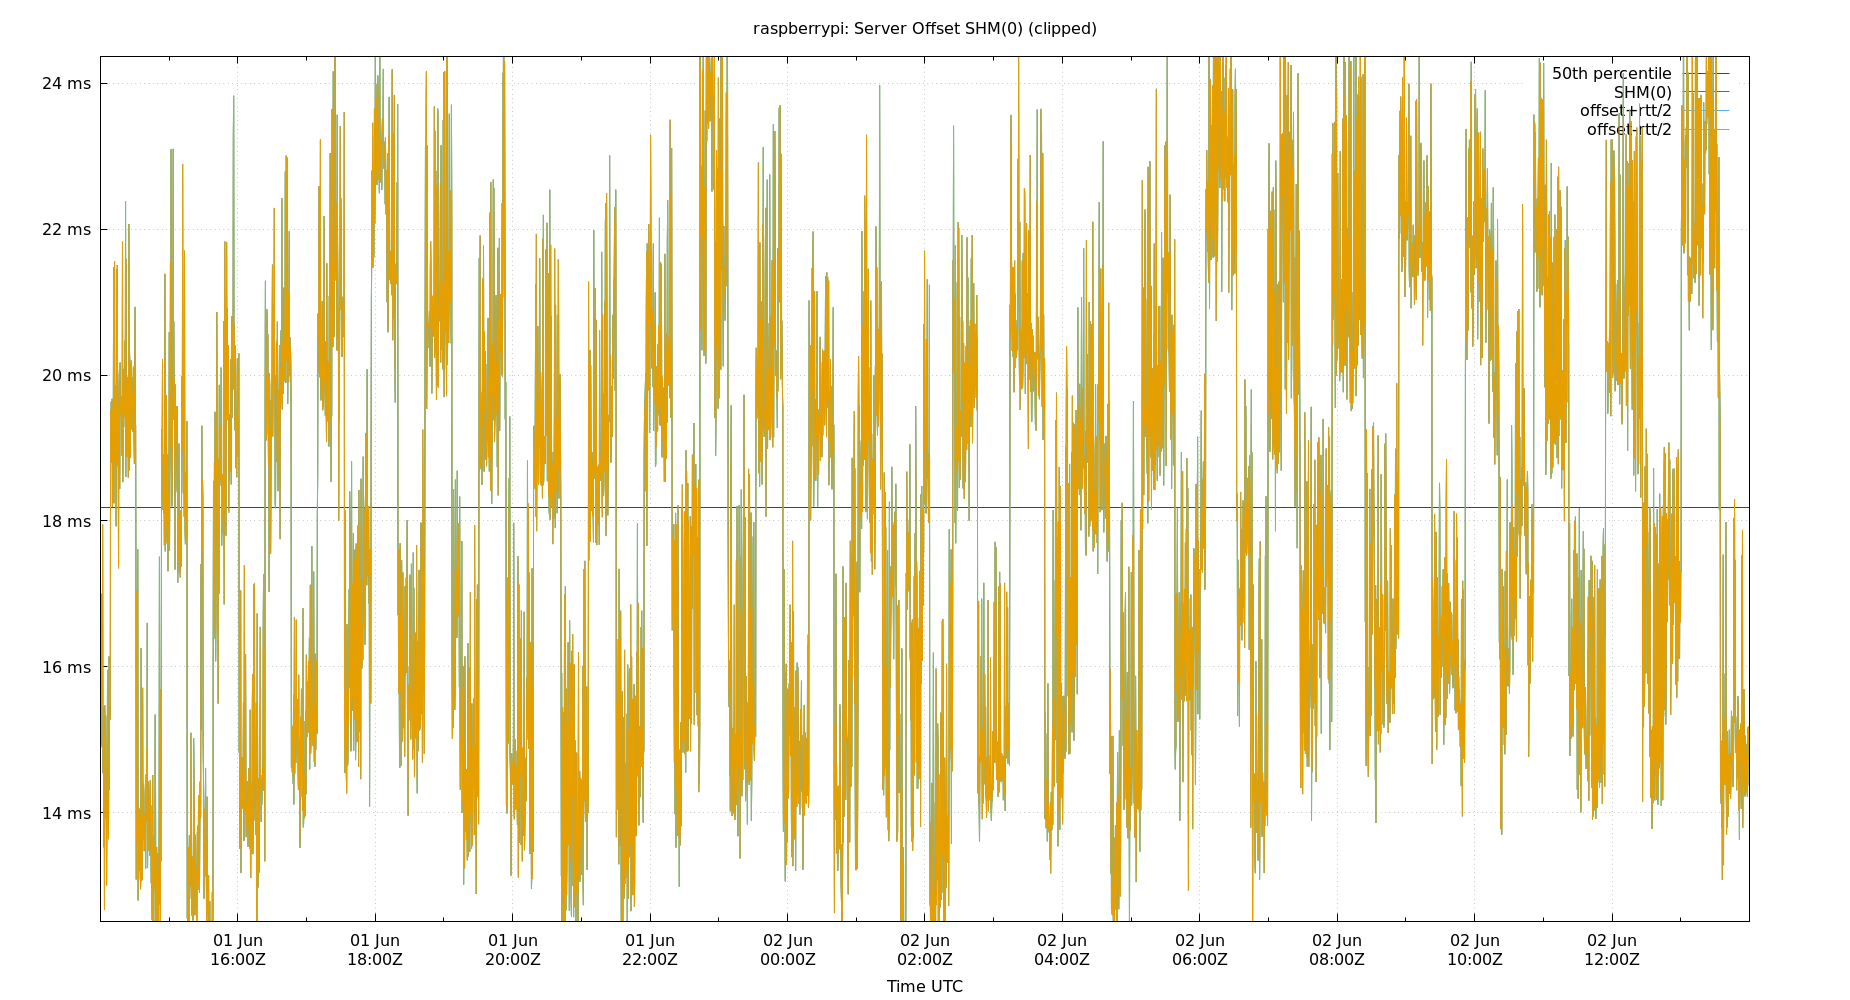 raspberrypi: Server Offset SHM(0) (clipped)
24 ms
22 ms
20 ms
18 ms
16 ms
14 ms
50th percentile
SHM(0)
offset+rtt/2
offset-rtt/2
01 Jun 01 Jun 01 Jun 01 Jun 02 Jun 02 Jun 02 Jun 02 Jun 02 Jun 02 Jun 02 Jun
16:00Z 18:00Z 20:00Z 22:00Z 00:00Z 02:00Z 04:00Z 06:00Z 08:00Z 10:00Z 12:00Z
Time UTC